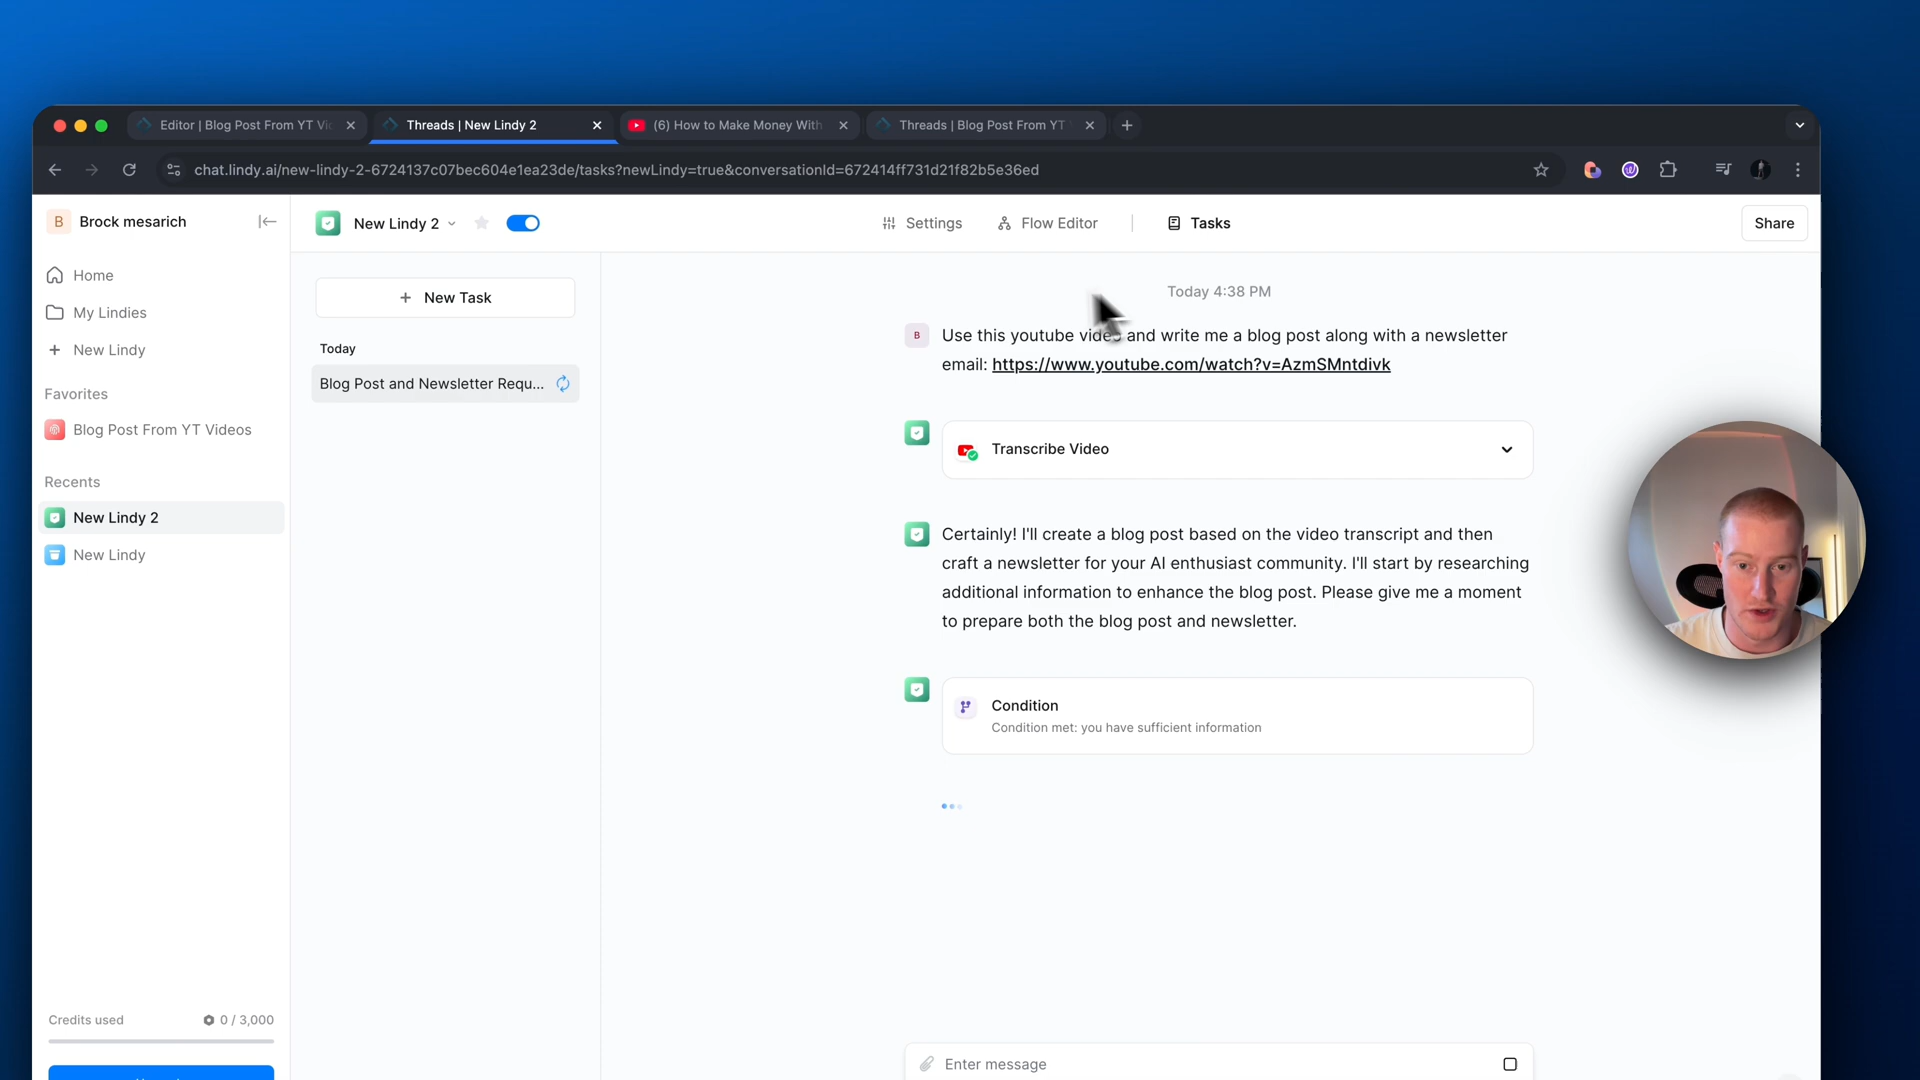 Editor | Blog Post From YT Vi
Threads | New Lindy 2
(6) How to Make Money With
Threads | Blog Post From YT
chat.lindy.ai/new-lindy-2-6724137c07bec604e1ea23de/tasks?newLindy=true&conversationId=672414ff731d21f82b5e36ed
B Brock mesarich
New Lindy 2
Settings
Flow Editor
Tasks
Share
Home
My Lindies
New Lindy
Favorites
Blog Post From YT Videos
Recents
New Lindy 2
New Lindy
Credits used 0 / 3,000
New Task
Today
Blog Post and Newsletter Requ...
Today 4:38 PM
B Use this youtube video and write me a blog post along with a newsletter
email: https://www.youtube.com/watch?v=AzmSMntdivk
Transcribe Video
Certainly! I'll create a blog post based on the video transcript and then
craft a newsletter for your AI enthusiast community. I'll start by researching
additional information to enhance the blog post. Please give me a moment
to prepare both the blog post and newsletter.
Condition
Condition met: you have sufficient information
Enter message